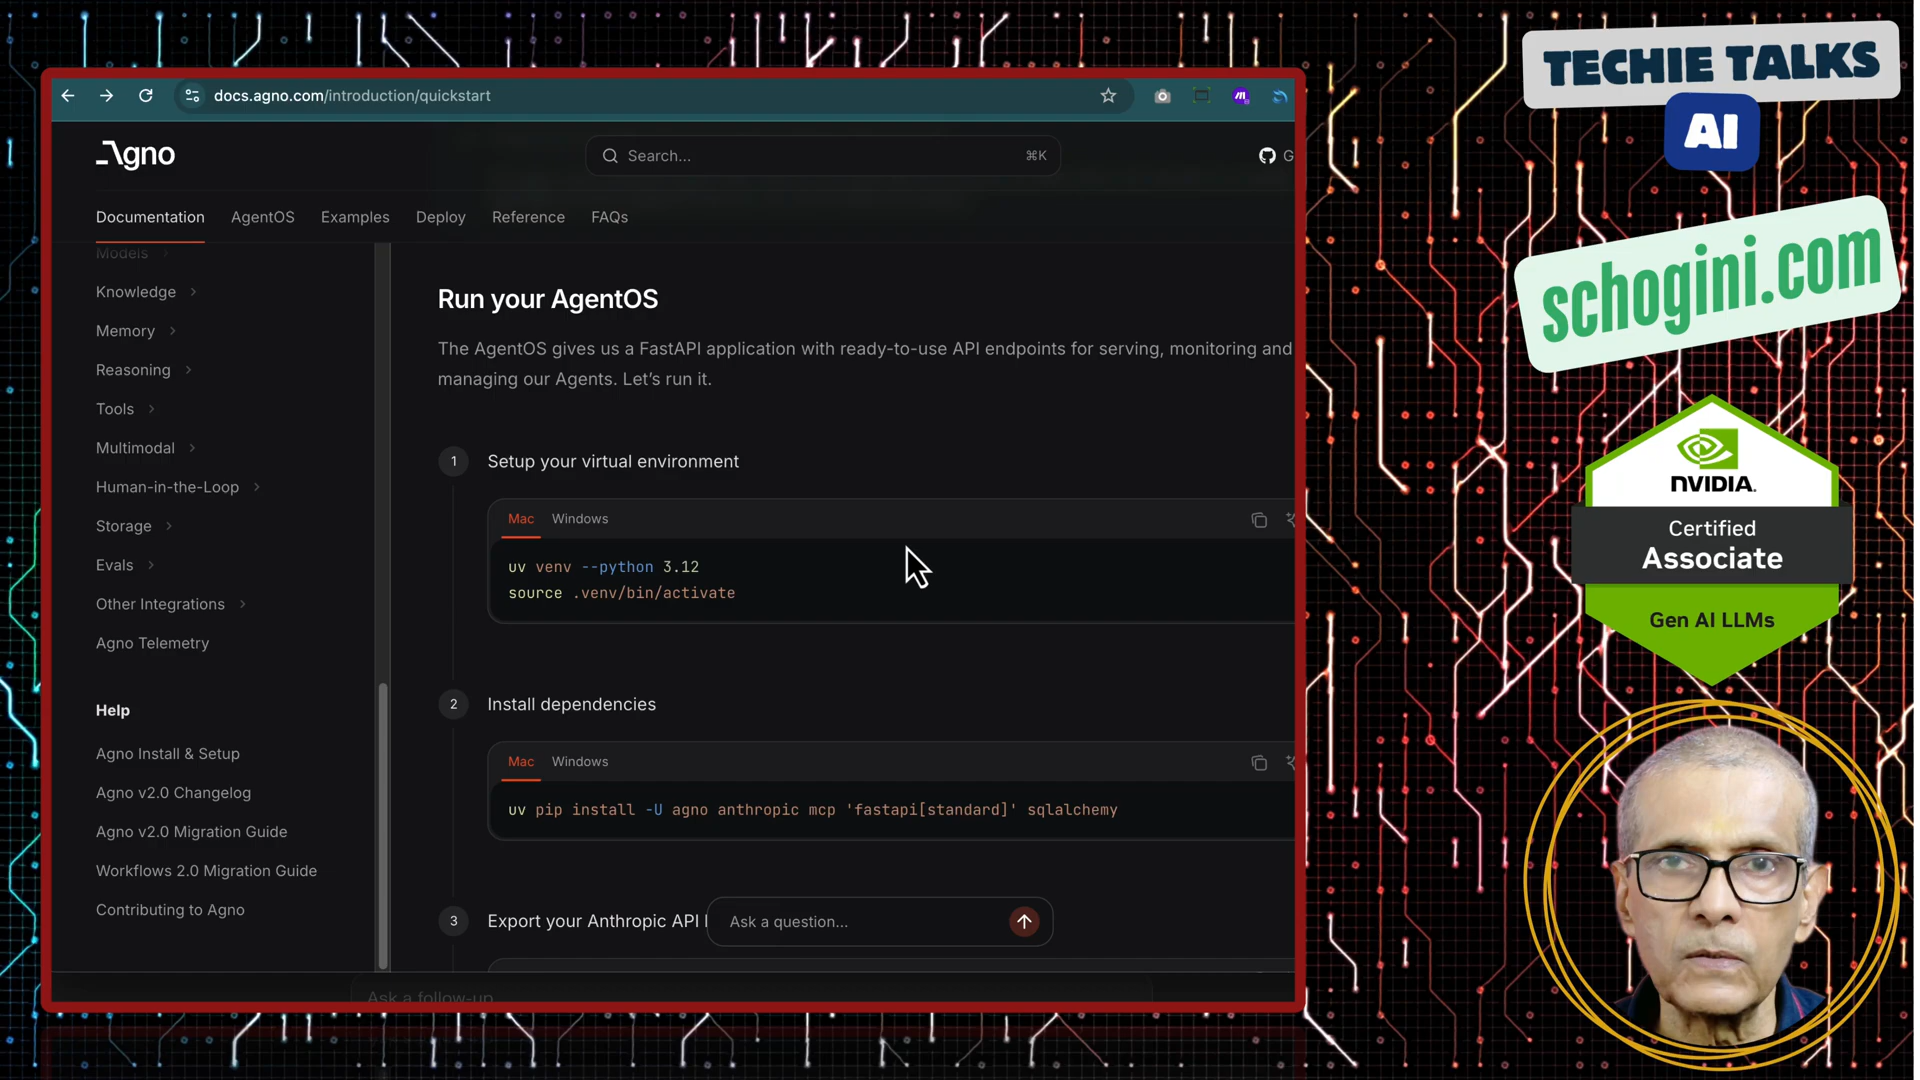 docs.agno.com/introduction/quickstart
Agno
Search...
⌘K
G
Documentation
AgentOS
Examples
Deploy
Reference
FAQs
Models
Knowledge
Memory
Reasoning
Tools
Multimodal
Human-in-the-Loop
Storage
Evals
Other Integrations
Agno Telemetry
Help
Agno Install & Setup
Agno v2.0 Changelog
Agno v2.0 Migration Guide
Workflows 2.0 Migration Guide
Contributing to Agno
Run your AgentOS
The AgentOS gives us a FastAPI application with ready-to-use API endpoints for serving, monitoring and
managing our Agents. Let's run it.
1
Setup your virtual environment
Mac
Windows
uv venv --python 3.12
source .venv/bin/activate
2
Install dependencies
Mac
Windows
uv pip install -U agno anthropic mcp 'fastapi[standard]' sqlalchemy
3
Export your Anthropic API
Ask a question...
Ask a follow-up
TECHIE TALKS
AI
schogini.com
NVIDIA.
Certified
Associate
Gen AI LLMs